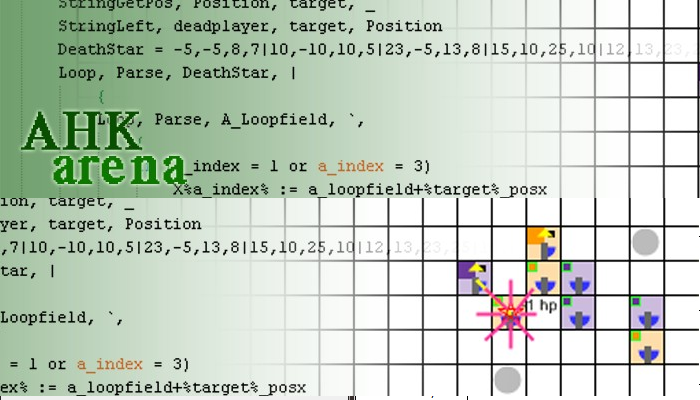 StringGetPos, Position, target, _
StringLeft, deadplayer, target, Position
DeathStar = -5,-5,8,7|10,-10,10,5|23,-5,13,8|15,10,25,10|12,13,23,
Loop, Parse, DeathStar, |
{
Loop, Parse, A_Loopfield, `,
{
_index = 1 or a_index = 3)
X%a_index% := a_loopfield+%target%_posx
AHK
arena
ion, target, _
yer, target, Position
,7|10,-10,10,5|23,-5,13,8|15,10,25,10|12,13,23,
tar, |
Loopfield, `,
= 1 or a_index = 3)
ex% := a_loopfield+%target%_posx
1 hp